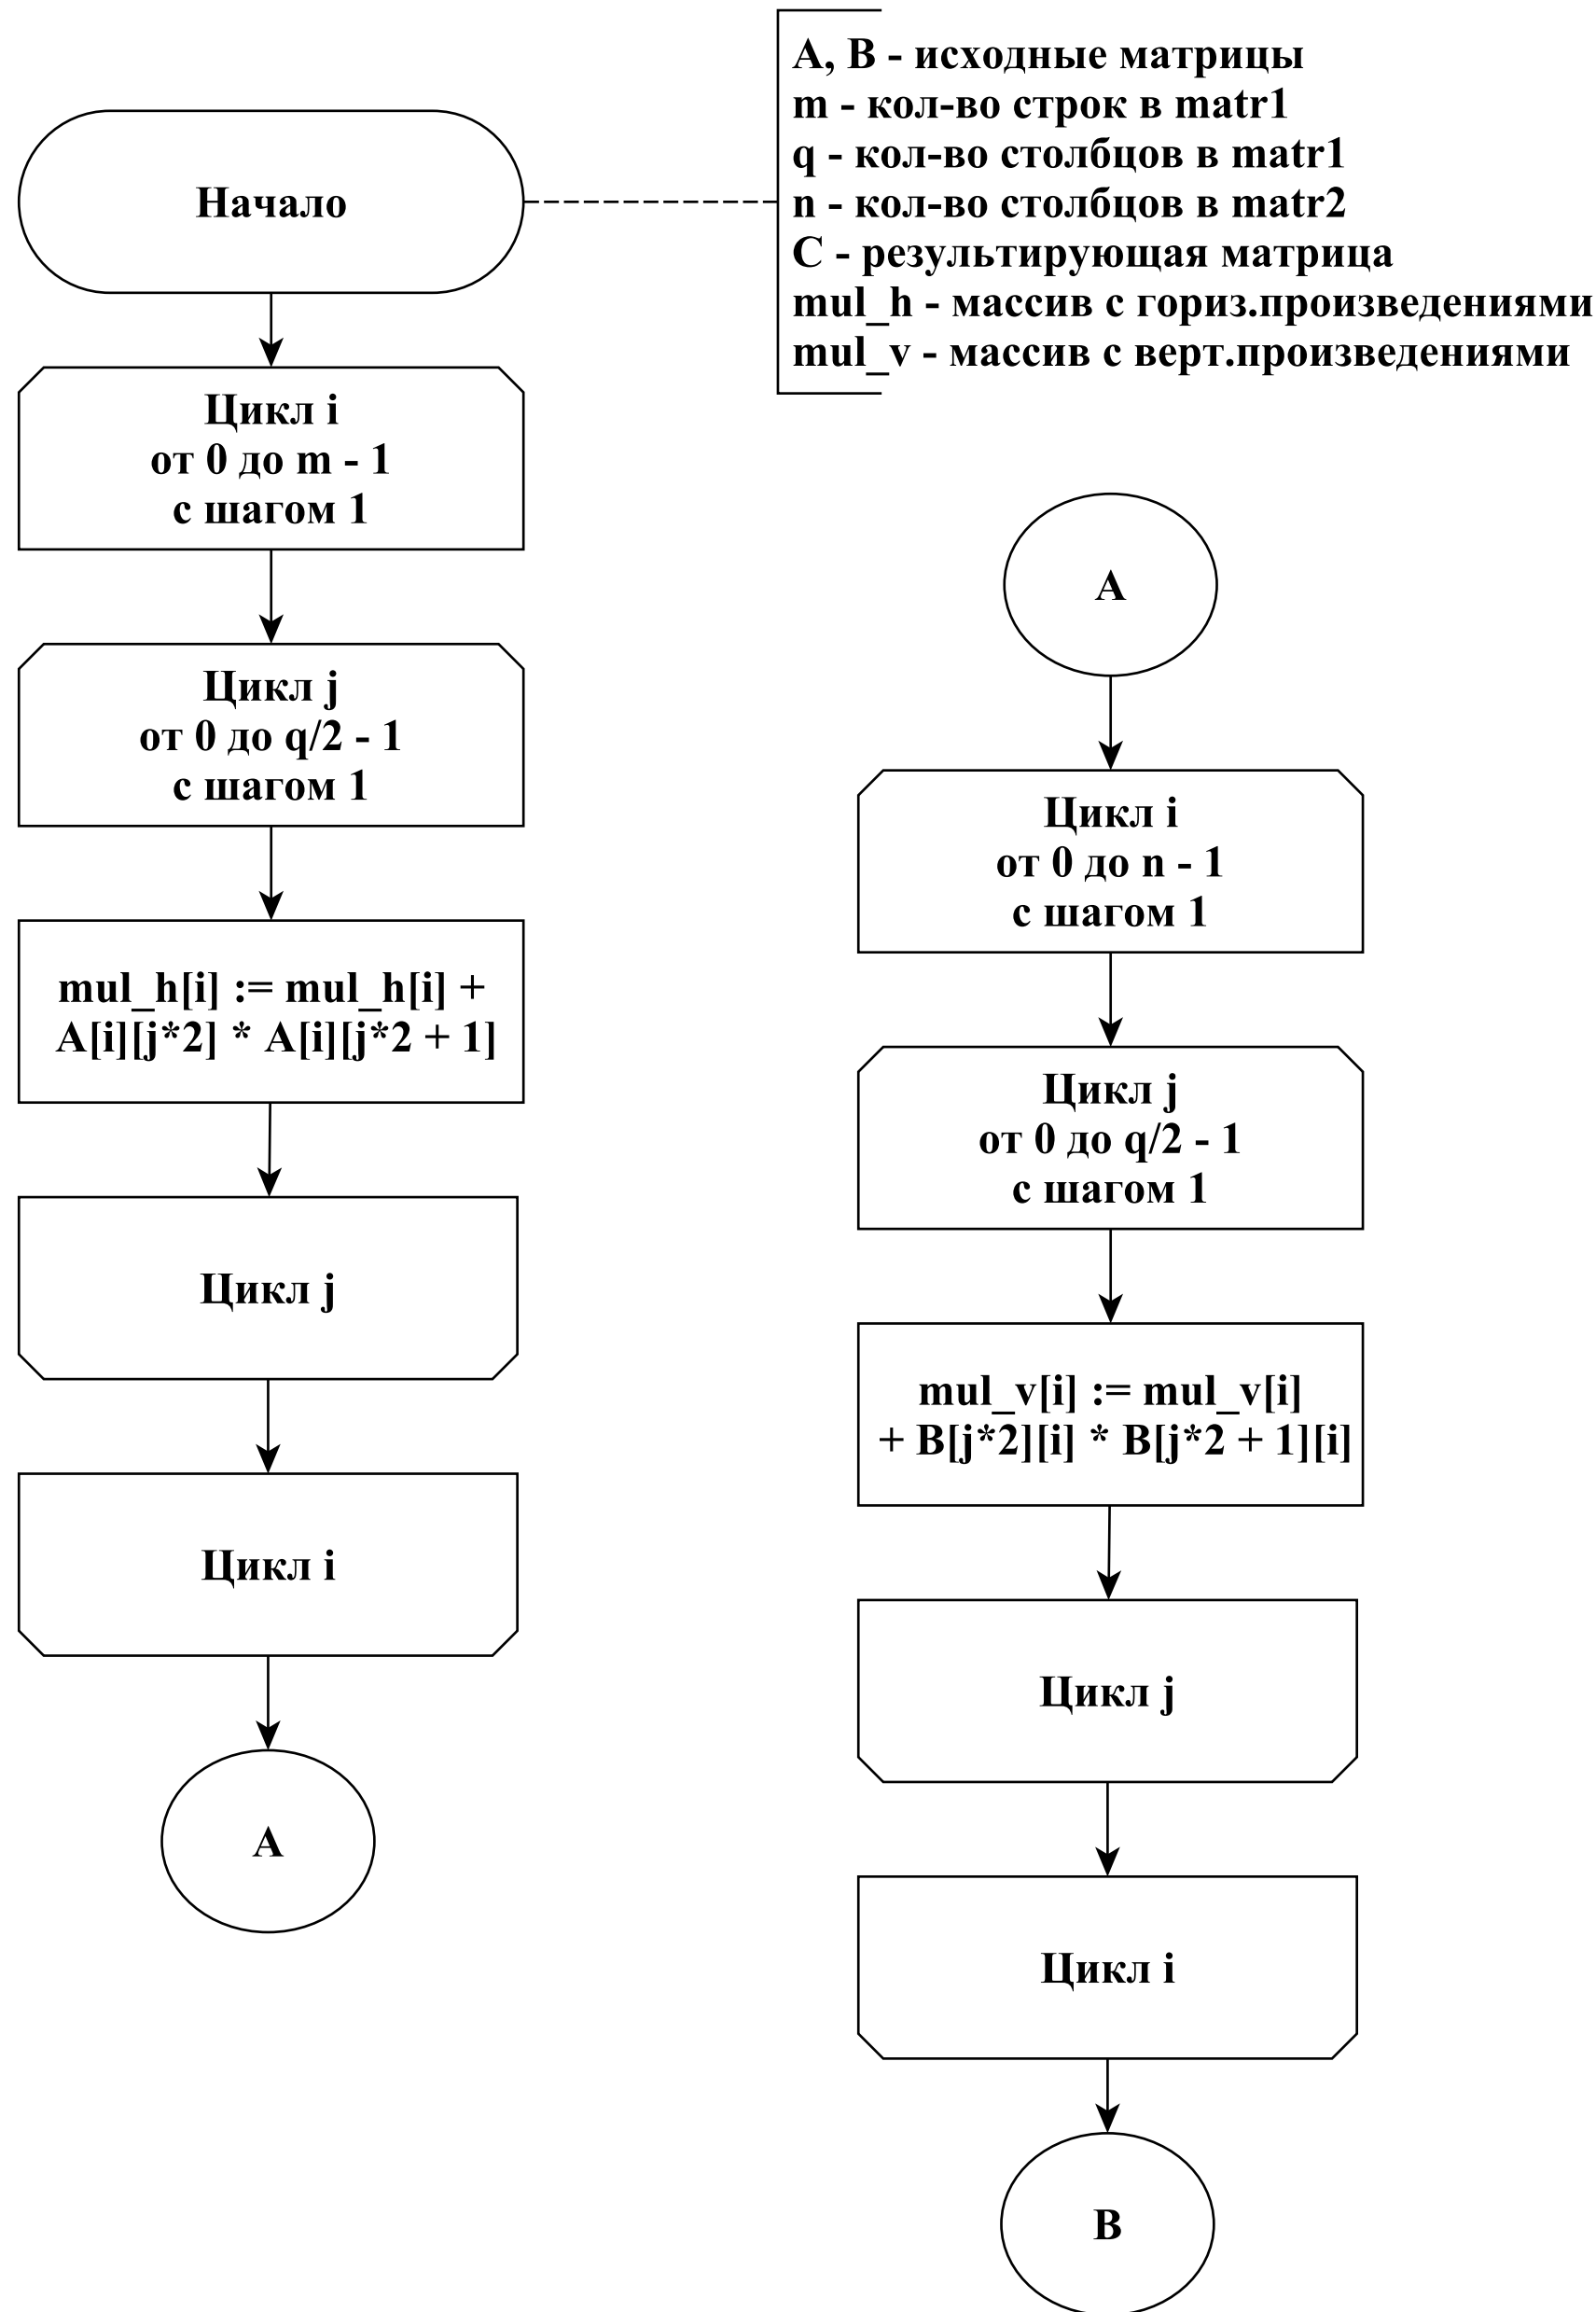 Начало
A, B - исходные матрицы
m - кол-во строк в matr1
q - кол-во столбцов в matr1
n - кол-во столбцов в matr2
C - результирующая матрица
mul_h - массив с гориз.произведениями
mul_v - массив с верт.произведениями
Цикл i
от 0 до m - 1
с шагом 1
Цикл j
от 0 до q/2 - 1
с шагом 1
mul_h[i] := mul_h[i] +
A[i][j*2] * A[i][j*2 + 1]
Цикл j
Цикл i
A
A
Цикл i
от 0 до n - 1
с шагом 1
Цикл j
от 0 до q/2 - 1
с шагом 1
mul_v[i] := mul_v[i]
+ B[j*2][i] * B[j*2 + 1][i]
Цикл j
Цикл i
B